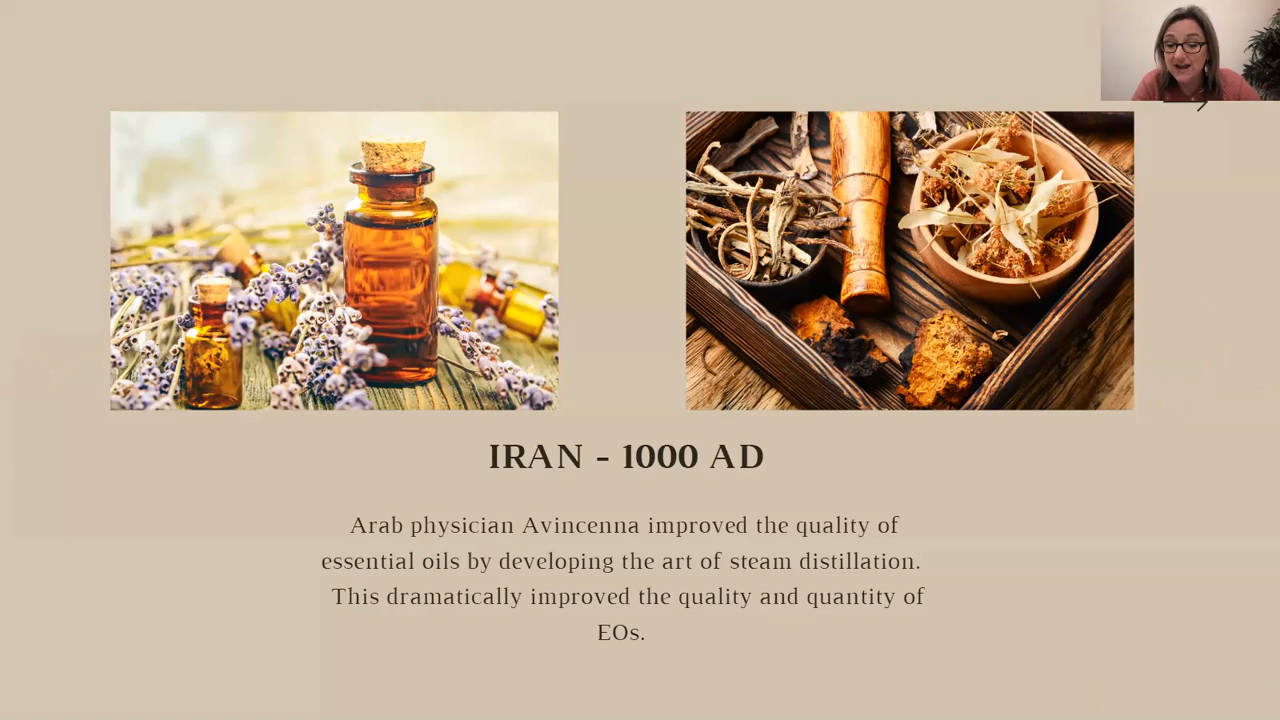 IRAN - 1000 AD
Arab physician Avincenna improved the quality of
essential oils by developing the art of steam distillation.
This dramatically improved the quality and quantity of
EOs.